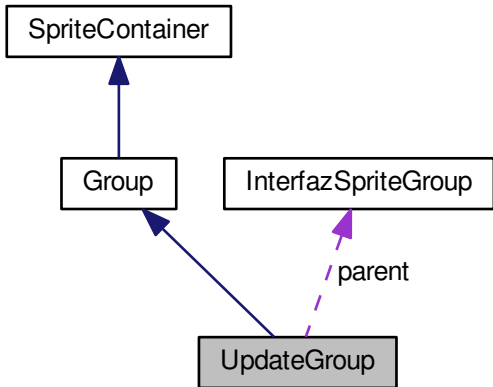 SpriteContainer
Group
InterfazSpriteGroup
parent
UpdateGroup